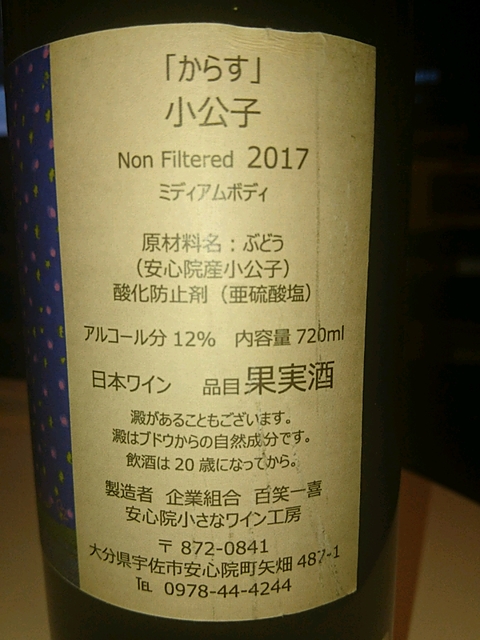 「からす」
小公子
Non Filtered 2017
ミディアムボディ
原材料名：ぶどう
（安心院産小公子）
酸化防止剤（亜硫酸塩）
アルコール分 12%　内容量 720ml
日本ワイン　品目 果実酒
澱があることもございます。
澱はブドウからの自然成分です。
飲酒は 20 歳になってから。
製造者 企業組合 百笑一喜
安心院小さなワイン工房
〒 872-0841
大分県宇佐市安心院町矢畑 487-1
℡ 0978-44-4244